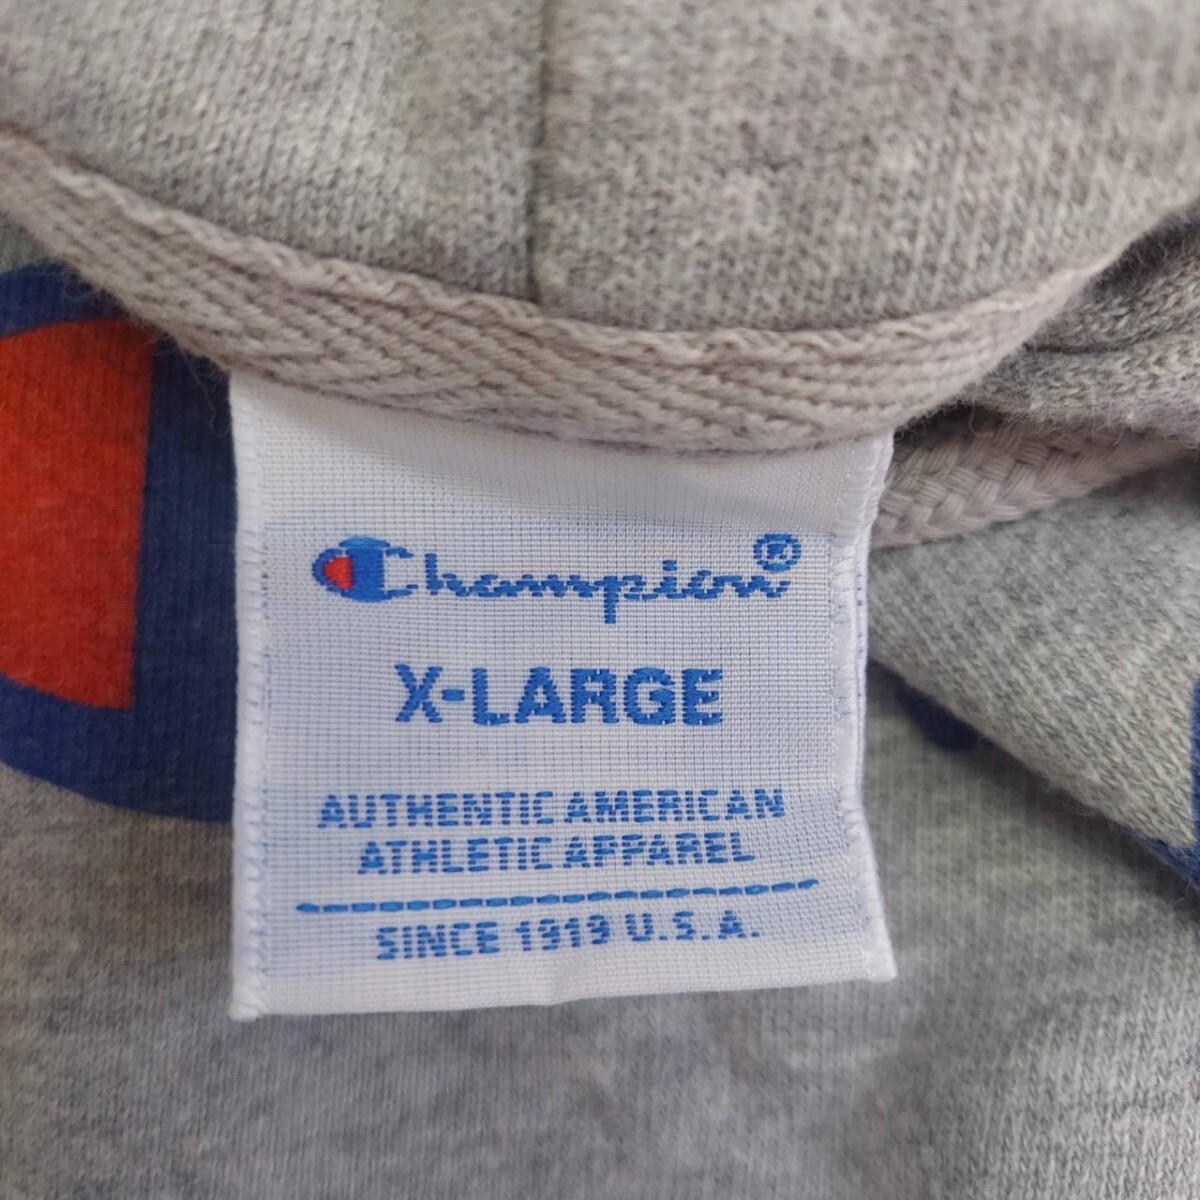 Champion®
X-LARGE
AUTHENTIC AMERICAN
ATHLETIC APPAREL
SINCE 1919 U.S.A.